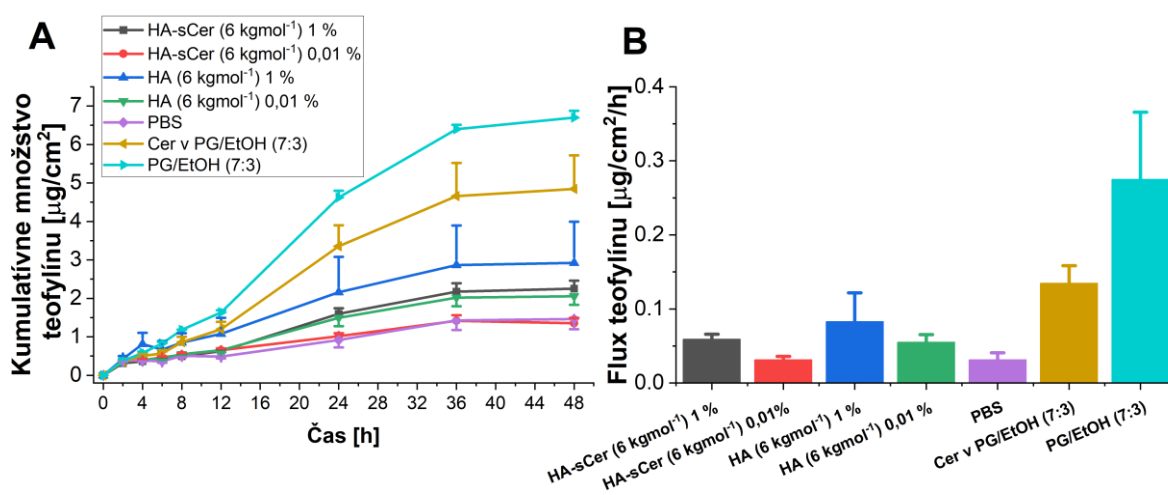 A
HA-sCer (6 kgmol⁻¹) 1 %
HA-sCer (6 kgmol⁻¹) 0,01 %
HA (6 kgmol⁻¹) 1 %
HA (6 kgmol⁻¹) 0,01 %
PBS
Cer v PG/EtOH (7:3)
PG/EtOH (7:3)
Kumulatívne množstvo
teofylínu [μg/cm²]
7
6
5
4
3
2
1
0
0 4 8 12 16 20 24 28 32 36 40 44 48
Čas [h]
B
Flux teofylínu [μg/cm²/h]
0.4
0.3
0.2
0.1
0.0
HA-sCer (6 kgmol⁻¹) 1 %
HA-sCer (6 kgmol⁻¹) 0,01%
HA (6 kgmol⁻¹) 1 %
HA (6 kgmol⁻¹) 0,01 %
PBS
Cer v PG/EtOH (7:3)
PG/EtOH (7:3)